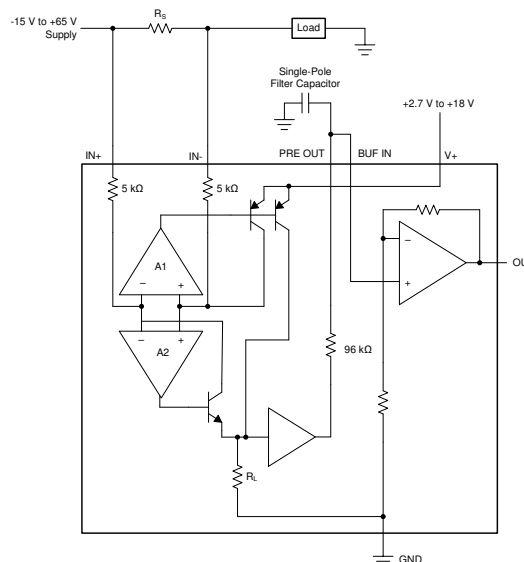 -15 V to +65 V
Supply
RS
Load
Single-Pole
Filter Capacitor
+2.7 V to +18 V
IN+
IN-
PRE OUT
BUF IN
V+
5 kΩ
5 kΩ
A1
− +
− +
A2
96 kΩ
RL
−
+
OU
GND